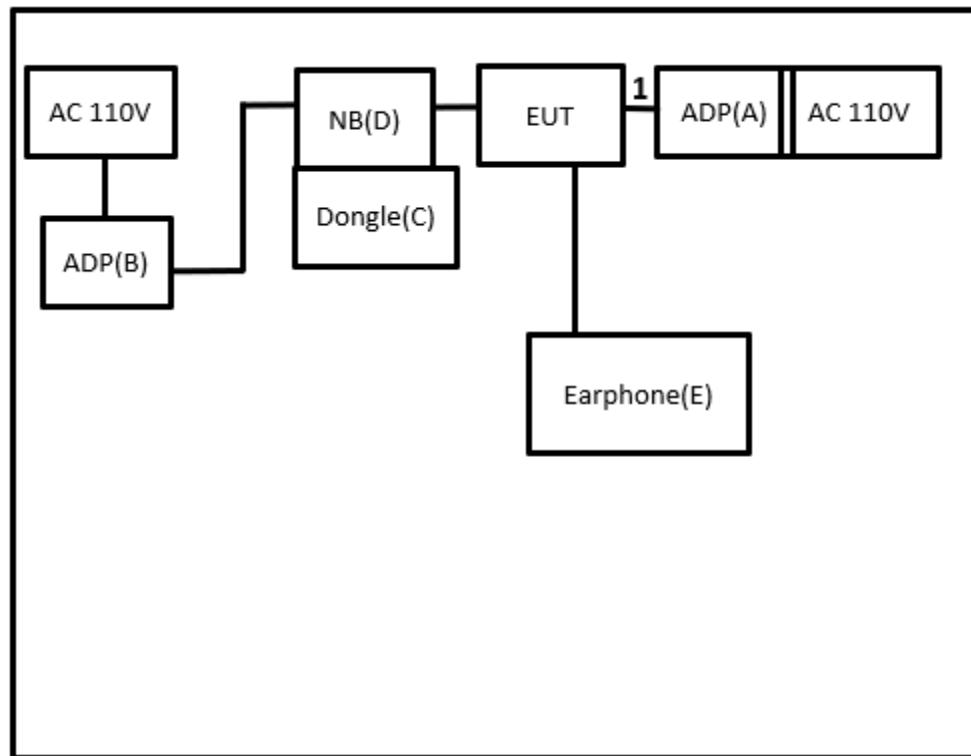 AC 110V
NB(D)
EUT
1
ADP(A)
AC 110V
Dongle(C)
ADP(B)
Earphone(E)